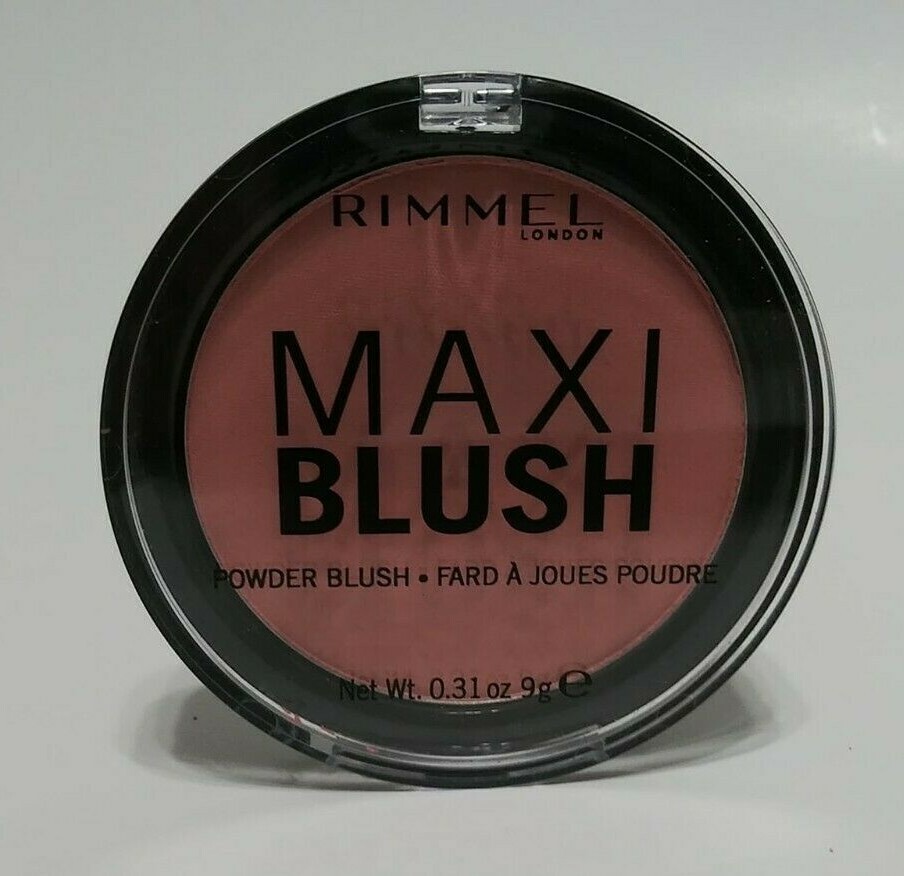 RIMMEL
LONDON
MAXI
BLUSH
POWDER BLUSH • FARD À JOUES POUDRE
Net Wt. 0.31 oz 9g ℮